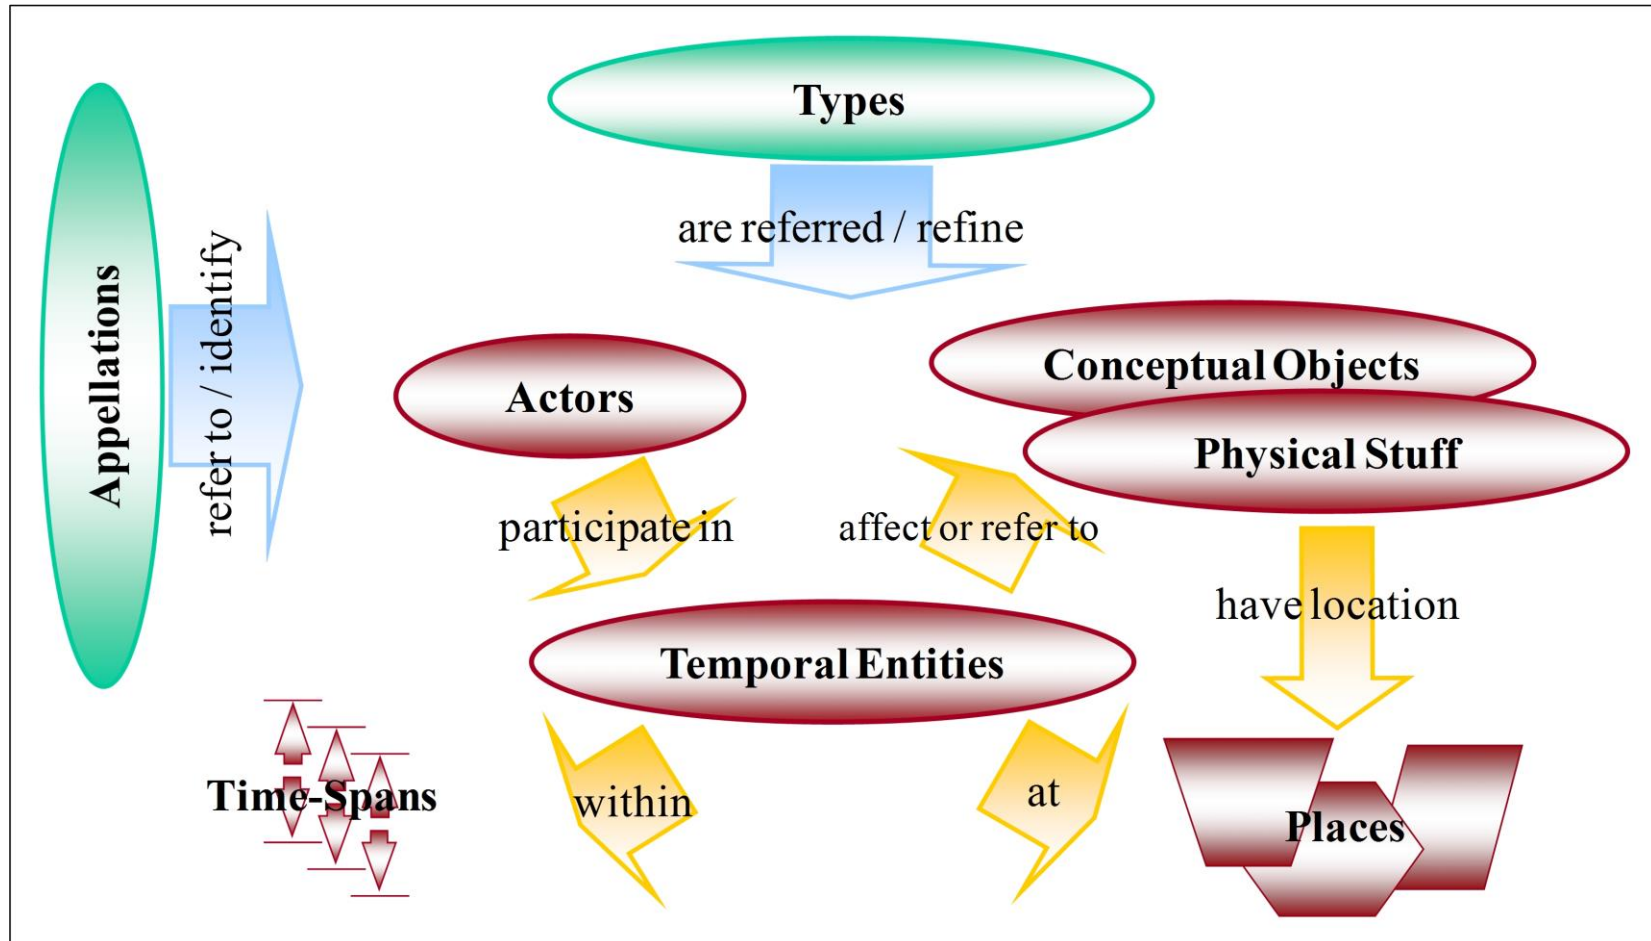 Types
are referred / refine
Appellations
refer to / identify
Conceptual Objects
Actors
Physical Stuff
participate in
affect or refer to
have location
Temporal Entities
Time-Spans
within
at
Places